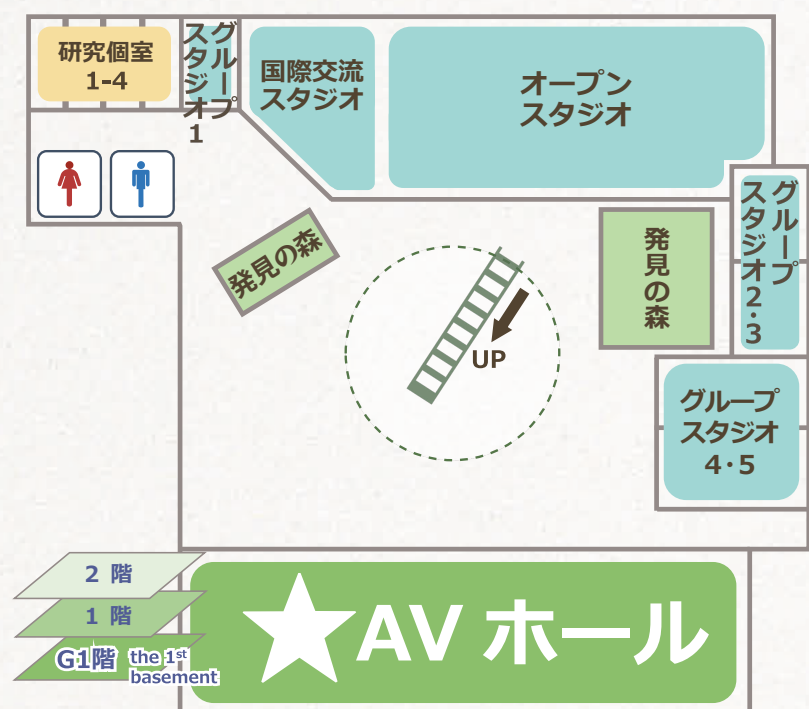 研究個室
1-4
グループ
スタジオ1
国際交流
スタジオ
オープン
スタジオ
発見の森
発見の森
グループ
スタジオ2・3
UP
グループ
スタジオ
4・5
2 階
1 階
G1階 the 1st
basement
★AV ホール